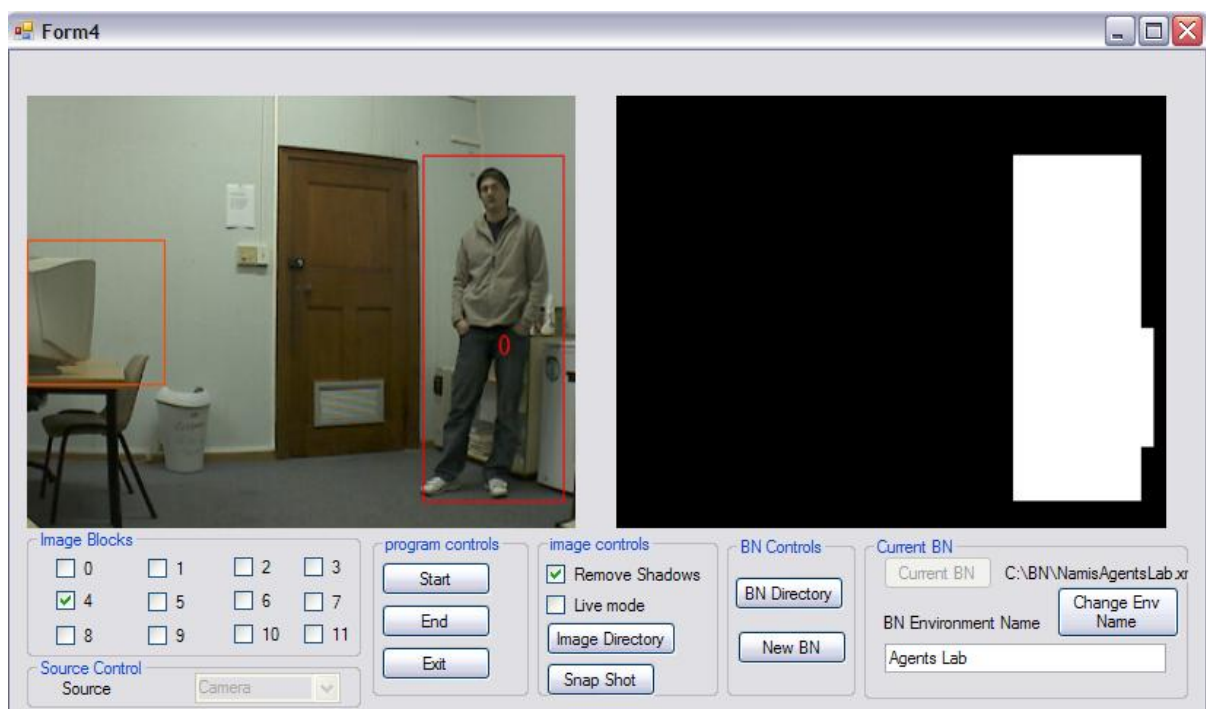 Form4
0
Image Blocks
0 1 2 3
4 5 6 7
8 9 10 11
Source Control
Source Camera
program controls
Start
End
Exit
image controls
Remove Shadows
Live mode
Image Directory
Snap Shot
BN Controls
BN Directory
New BN
Current BN
Current BN C:\BN\NamisAgentsLab.xr
BN Environment Name
Change Env
Name
Agents Lab